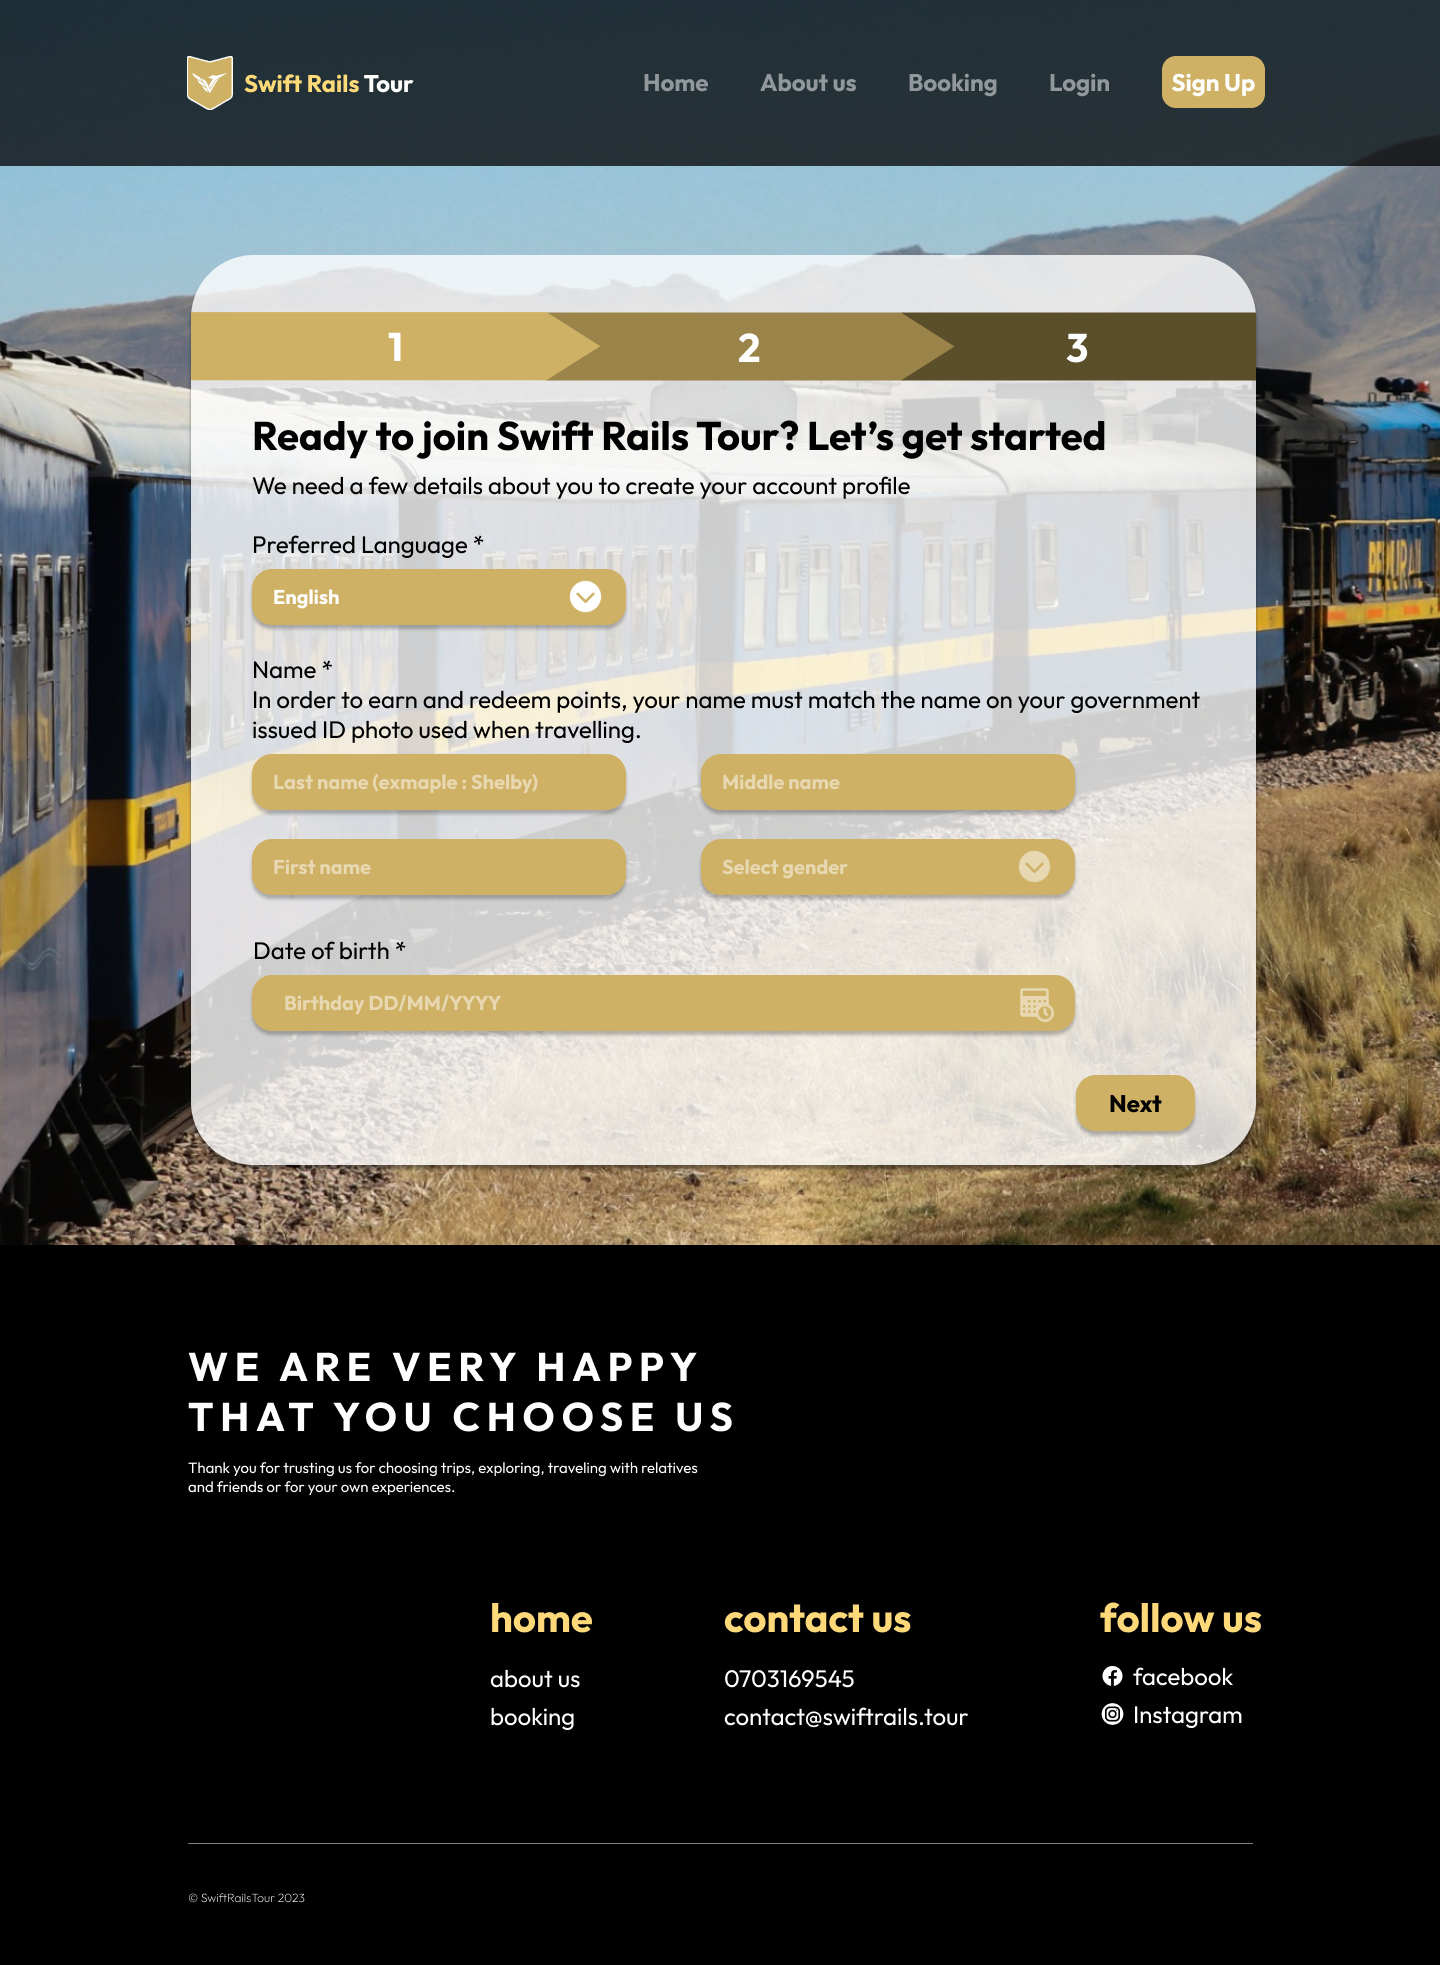 Swift Rails Tour
Home
About us
Booking
Login
Sign Up
1
2
3
Ready to join Swift Rails Tour? Let’s get started
We need a few details about you to create your account profile
Preferred Language *
English
Name *
In order to earn and redeem points, your name must match the name on your government
issued ID photo used when travelling.
Last name (exmaple : Shelby)
Middle name
First name
Select gender
Date of birth *
Birthday DD/MM/YYYY
Next
WE ARE VERY HAPPY
THAT YOU CHOOSE US
Thank you for trusting us for choosing trips, exploring, traveling with relatives
and friends or for your own experiences.
home
about us
booking
contact us
0703169545
contact@swiftrails.tour
follow us
facebook
Instagram
© SwiftRailsTour 2023